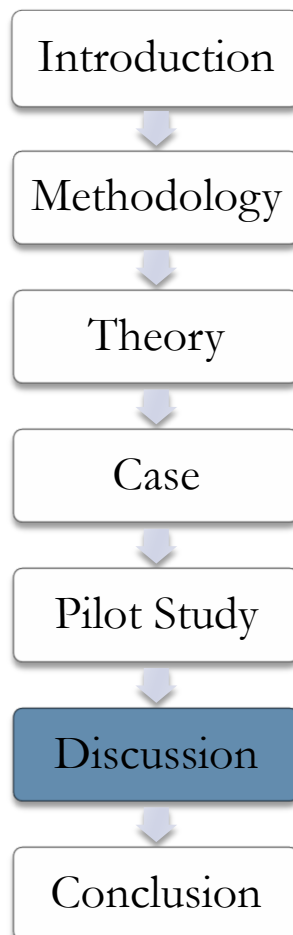 Introduction
Methodology
Theory
Case
Pilot Study
Discussion
Conclusion